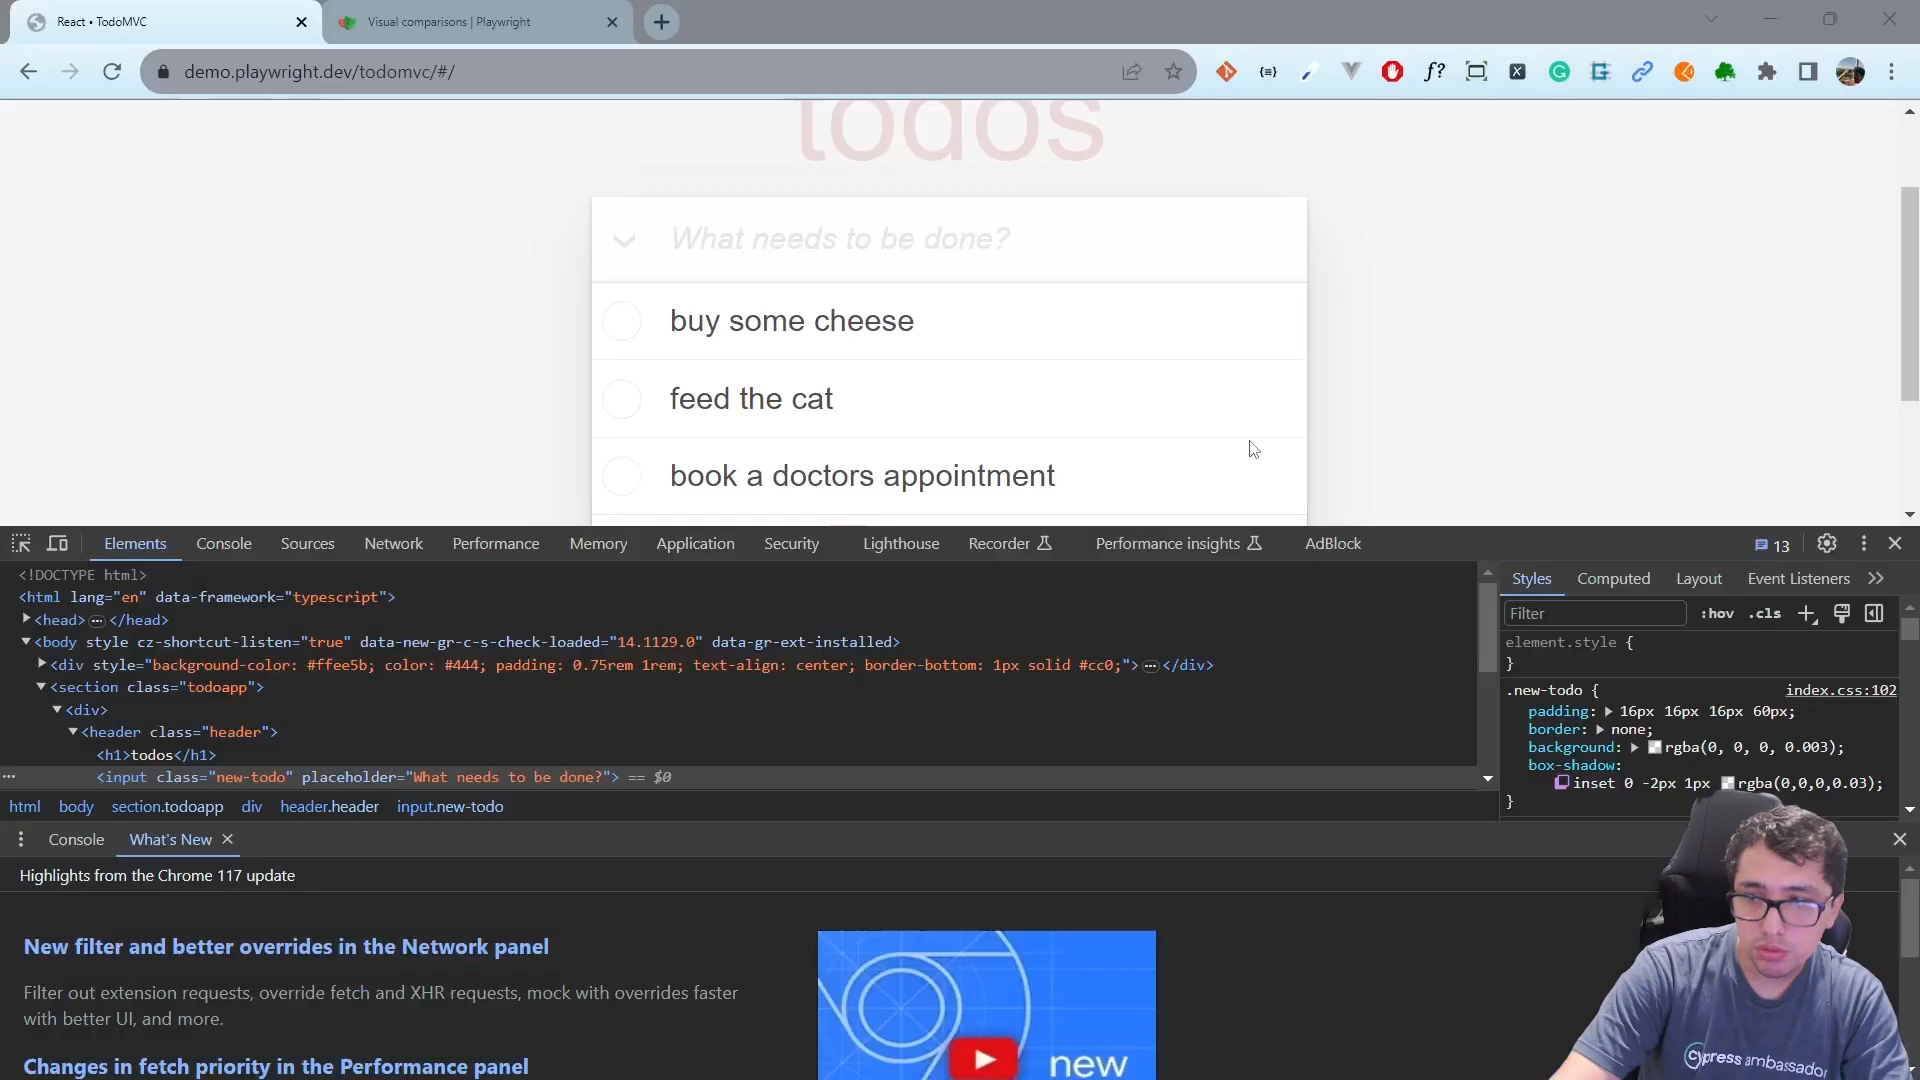 React • TodoMVC
Visual comparisons | Playwright
demo.playwright.dev/todomvc/#/
todos
What needs to be done?
buy some cheese
feed the cat
book a doctors appointment
Elements Console Sources Network Performance Memory Application Security Lighthouse Recorder Performance insights AdBlock 13
<!DOCTYPE html>
<html lang="en" data-framework="typescript">
<head> </head>
<body style cz-shortcut-listen="true" data-new-gr-c-s-check-loaded="14.1129.0" data-gr-ext-installed>
<div style="background-color: #ffee5b; color: #444; padding: 0.75rem 1rem; text-align: center; border-bottom: 1px solid #cc0;"> </div>
<section class="todoapp">
<div>
<header class="header">
<h1>todos</h1>
<input class="new-todo" placeholder="What needs to be done?"> == $0
html body section.todoapp div header.header input.new-todo
Styles Computed Layout Event Listeners
Filter :hov .cls
element.style {
}
.new-todo { index.css:102
padding: 16px 16px 16px 60px;
border: none;
background: rgba(0, 0, 0, 0.003);
box-shadow:
inset 0 -2px 1px rgba(0,0,0,0.03);
}
Console What's New
Highlights from the Chrome 117 update
New filter and better overrides in the Network panel
Filter out extension requests, override fetch and XHR requests, mock with overrides faster
with better UI, and more.
Changes in fetch priority in the Performance panel
new
cypress ambassador